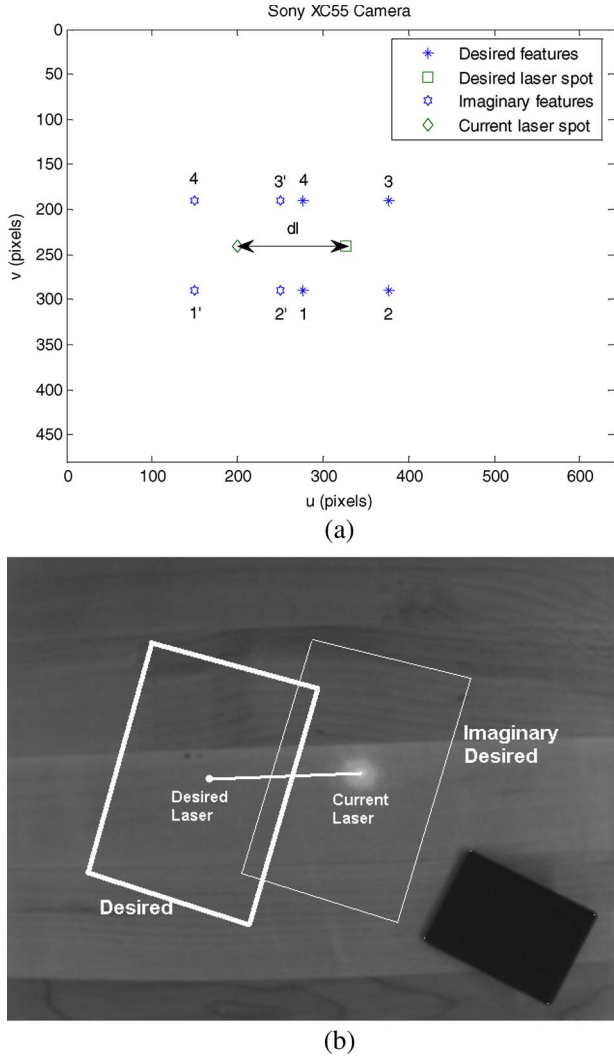 Sony XC55 Camera
0
50
100
150
200
250
300
350
400
450
v (pixels)
Desired features
Desired laser spot
Imaginary features
Current laser spot
4 3' 4 3
dl
1' 2' 1 2
0 100 200 300 400 500 600
u (pixels)
(a)
Imaginary
Desired
Desired
Laser
Current
Laser
Desired
(b)